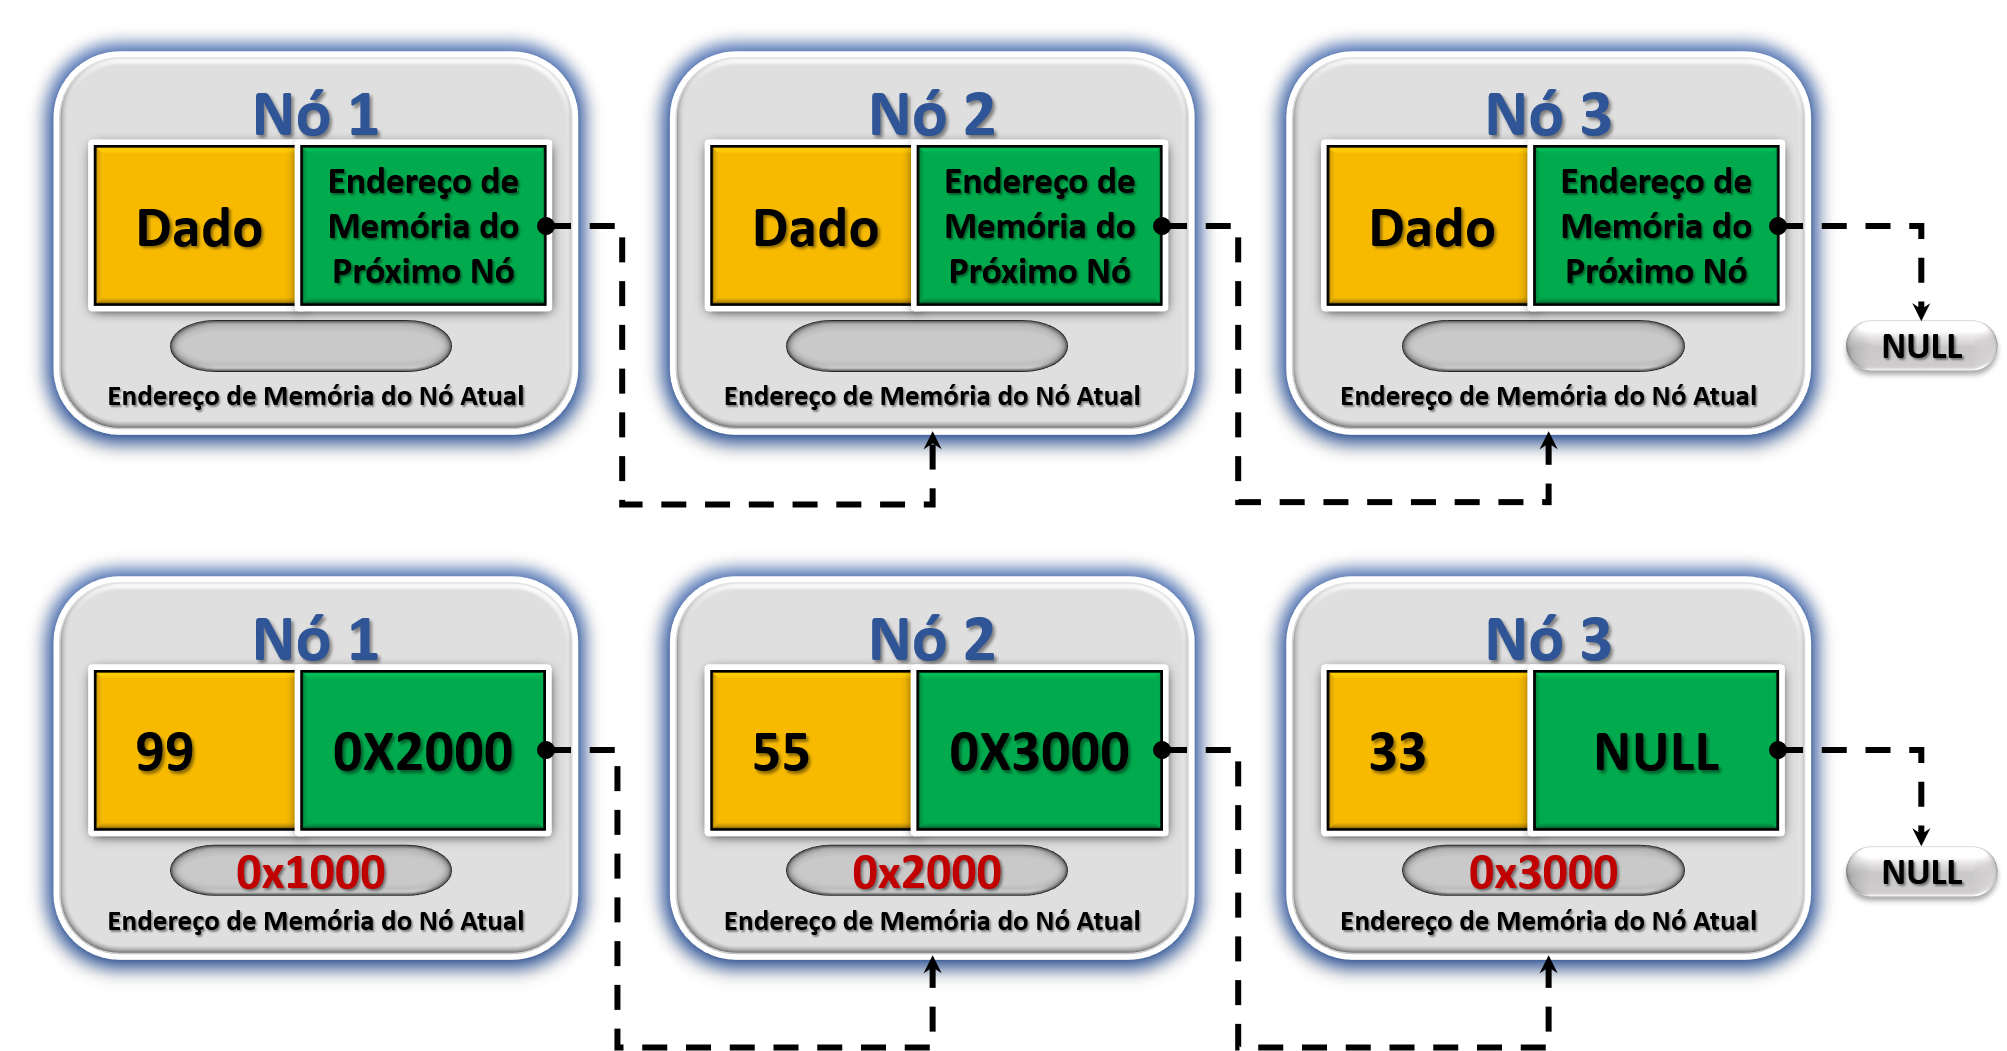 Nó 1
Dado
Endereço de
Memória do
Próximo Nó
Endereço de Memória do Nó Atual
Nó 2
Dado
Endereço de
Memória do
Próximo Nó
Endereço de Memória do Nó Atual
Nó 3
Dado
Endereço de
Memória do
Próximo Nó
Endereço de Memória do Nó Atual
NULL
Nó 1
99
0X2000
0x1000
Endereço de Memória do Nó Atual
Nó 2
55
0X3000
0x2000
Endereço de Memória do Nó Atual
Nó 3
33
NULL
0x3000
Endereço de Memória do Nó Atual
NULL